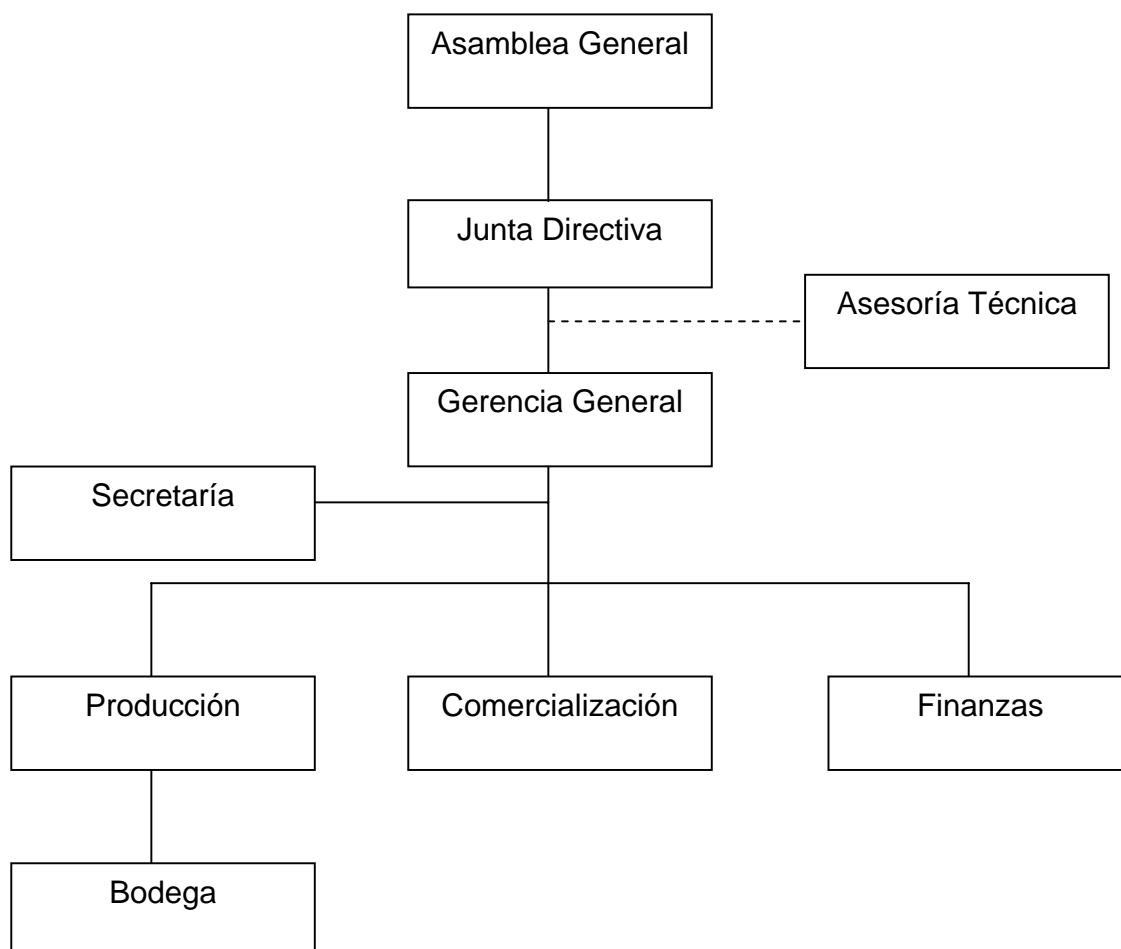 Asamblea General
Junta Directiva
Asesoría Técnica
Gerencia General
Secretaría
Producción
Comercialización
Finanzas
Bodega